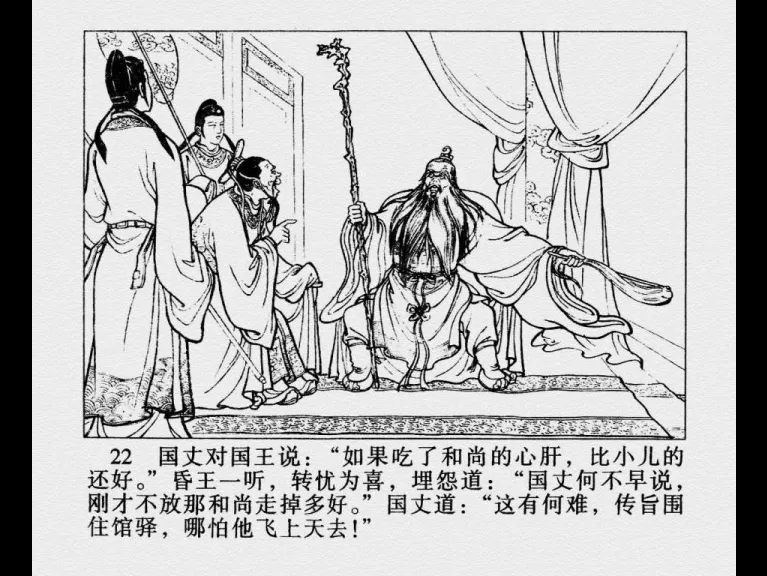 22 国丈对国王说：“如果吃了和尚的心肝，比小儿的
还好。”昏王一听，转忧为喜，埋怨道：“国丈何不早说，
刚才不放那和尚走掉多好。”国丈道：“这有何难，传旨围
住馆驿，哪怕他飞上天去！”